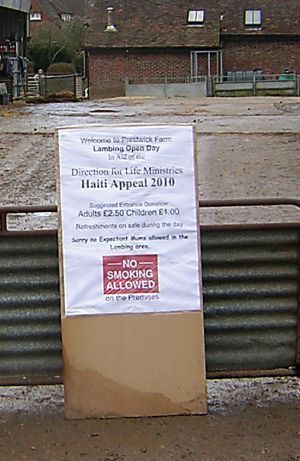 Welcome to Prestwick Farm
Lambing Open Day
In Aid of the
Direction for Life Ministries
Haiti Appeal 2010
Suggested Entrance Donation
Adults £2.50 Children £1.00
Refreshments on sale during the day
Sorry no Expectant Mums allowed in the
Lambing area.
NO
SMOKING
ALLOWED
on the Premises